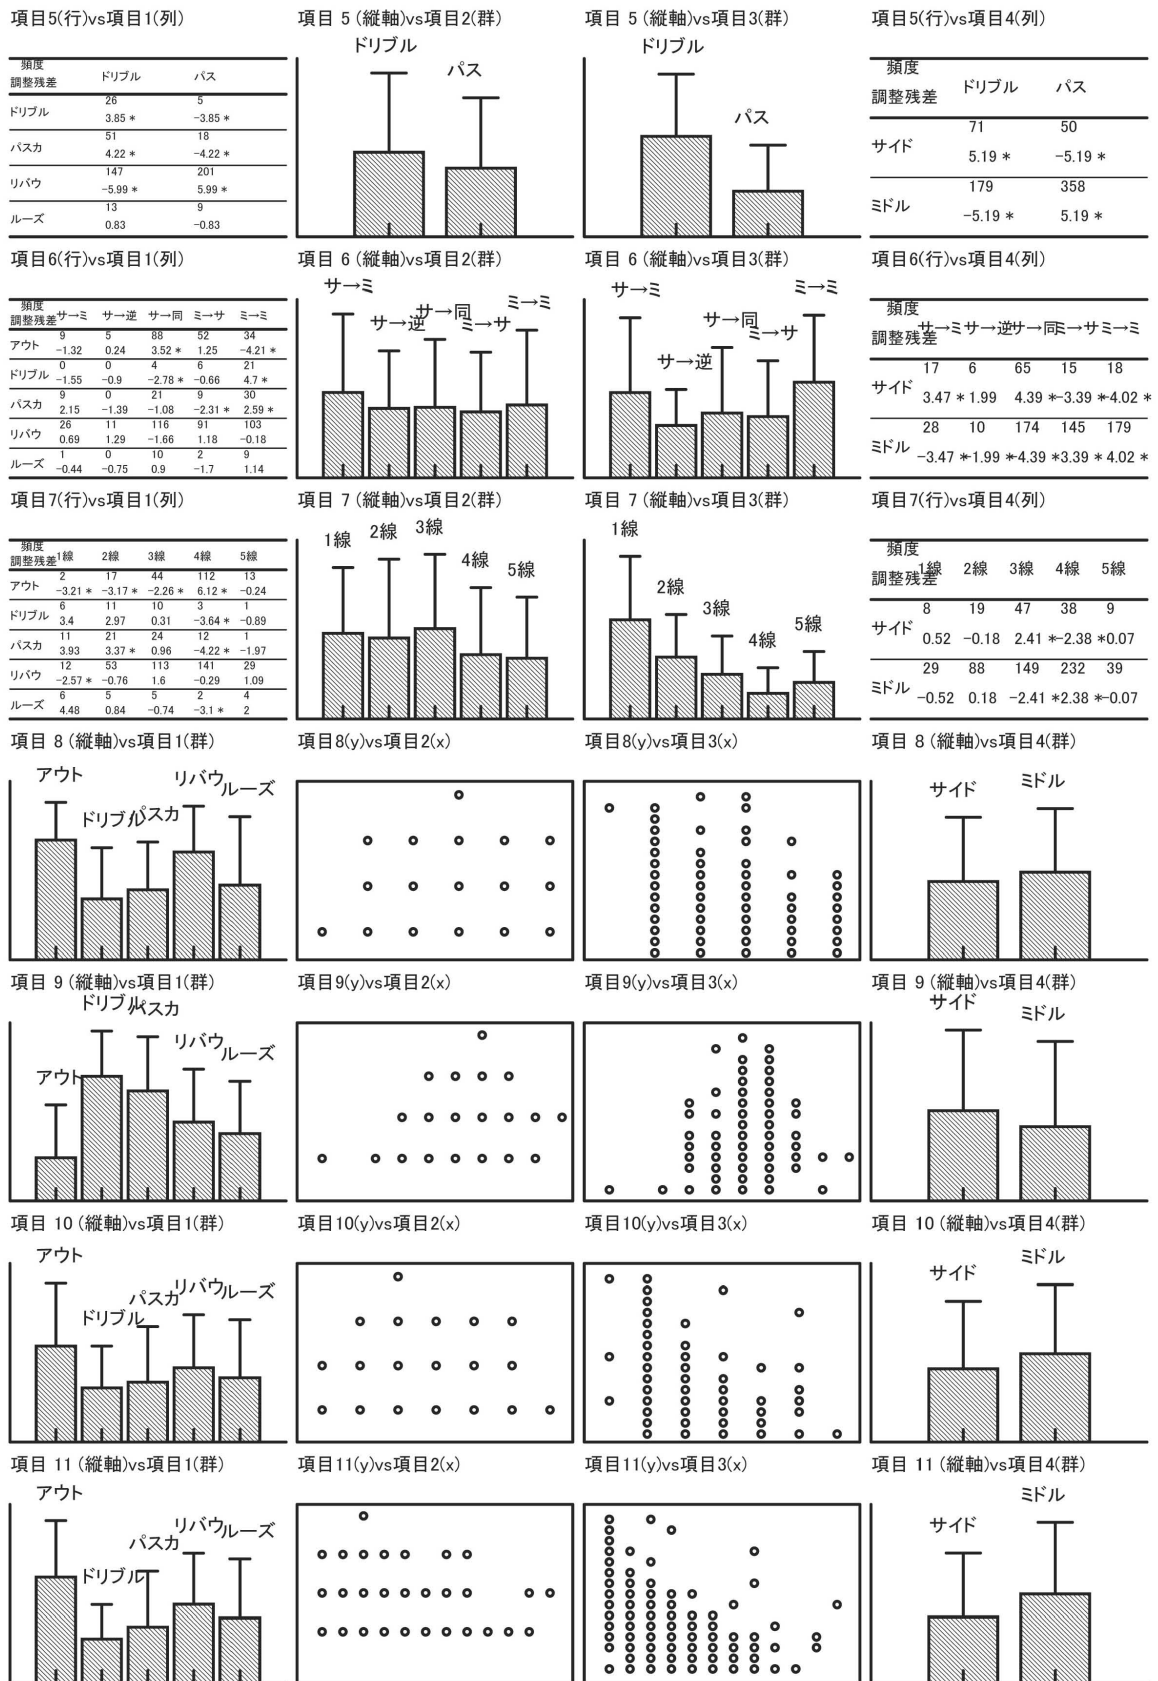 項目5(行)vs項目1(列)
頻度
調整残差 ドリブル パス
ドリブル 26 5
3.85 * -3.85 *
パスカ 51 18
4.22 * -4.22 *
リバウ 147 201
-5.99 * 5.99 *
ルーズ 13 9
0.83 -0.83
項目 5 (縦軸)vs項目2(群)
ドリブル
パス
項目 5 (縦軸)vs項目3(群)
ドリブル
パス
項目5(行)vs項目4(列)
頻度
調整残差 ドリブル パス
サイド 71 50
5.19 * -5.19 *
ミドル 179 358
-5.19 * 5.19 *
項目6(行)vs項目1(列)
頻度
調整残差 サ→ミ サ→逆 サ→同 ミ→サ ミ→ミ
アウト 9 5 88 52 34
-1.32 0.24 3.52 * 1.25 -4.21 *
ドリブル 0 0 4 6 21
-1.55 -0.9 -2.78 * -0.66 4.7 *
パスカ 9 0 21 9 30
2.15 -1.39 -1.08 -2.31 * 2.59 *
リバウ 26 11 116 91 103
0.69 1.29 -1.66 1.18 -0.18
ルーズ 1 0 10 2 9
-0.44 -0.75 0.9 -1.7 1.14
項目 6 (縦軸)vs項目2(群)
サ→ミ サ→逆 サ→同 ミ→サ ミ→ミ
項目 6 (縦軸)vs項目3(群)
サ→ミ サ→逆 サ→同 ミ→サ ミ→ミ
項目6(行)vs項目4(列)
頻度
調整残差 サ→ミ サ→逆 サ→同 ミ→サ ミ→ミ
サイド 17 6 65 15 18
3.47 * 1.99 4.39 * -3.39 * -4.02 *
ミドル 28 10 174 145 179
-3.47 * -1.99 * -4.39 * 3.39 * 4.02 *
項目7(行)vs項目1(列)
頻度
調整残差 1線 2線 3線 4線 5線
アウト 2 17 44 112 13
-3.21 * -3.17 * -2.26 * 6.12 * -0.24
ドリブル 6 11 10 3 1
3.4 2.97 0.31 -3.64 * -0.89
パスカ 11 21 24 12 1
3.93 3.37 * 0.96 -4.22 * -1.97
リバウ 12 53 113 141 29
-2.57 * -0.76 1.6 -0.29 1.09
ルーズ 6 5 5 2 4
4.48 0.84 -0.74 -3.1 * 2
項目 7 (縦軸)vs項目2(群)
1線 2線 3線 4線 5線
項目 7 (縦軸)vs項目3(群)
1線 2線 3線 4線 5線
項目7(行)vs項目4(列)
頻度
調整残差 1線 2線 3線 4線 5線
サイド 8 19 47 38 9
0.52 -0.18 2.41 * -2.38 * 0.07
ミドル 29 88 149 232 39
-0.52 0.18 -2.41 * 2.38 * -0.07
項目 8 (縦軸)vs項目1(群)
アウト ドリブル パスカ リバウ ルーズ
項目8(y)vs項目2(x)
項目8(y)vs項目3(x)
項目 8 (縦軸)vs項目4(群)
サイド ミドル
項目 9 (縦軸)vs項目1(群)
アウト ドリブル パスカ リバウ ルーズ
項目9(y)vs項目2(x)
項目9(y)vs項目3(x)
項目 9 (縦軸)vs項目4(群)
サイド ミドル
項目 10 (縦軸)vs項目1(群)
アウト ドリブル パスカ リバウ ルーズ
項目10(y)vs項目2(x)
項目10(y)vs項目3(x)
項目 10 (縦軸)vs項目4(群)
サイド ミドル
項目 11 (縦軸)vs項目1(群)
アウト ドリブル パスカ リバウ ルーズ
項目11(y)vs項目2(x)
項目11(y)vs項目3(x)
項目 11 (縦軸)vs項目4(群)
サイド ミドル